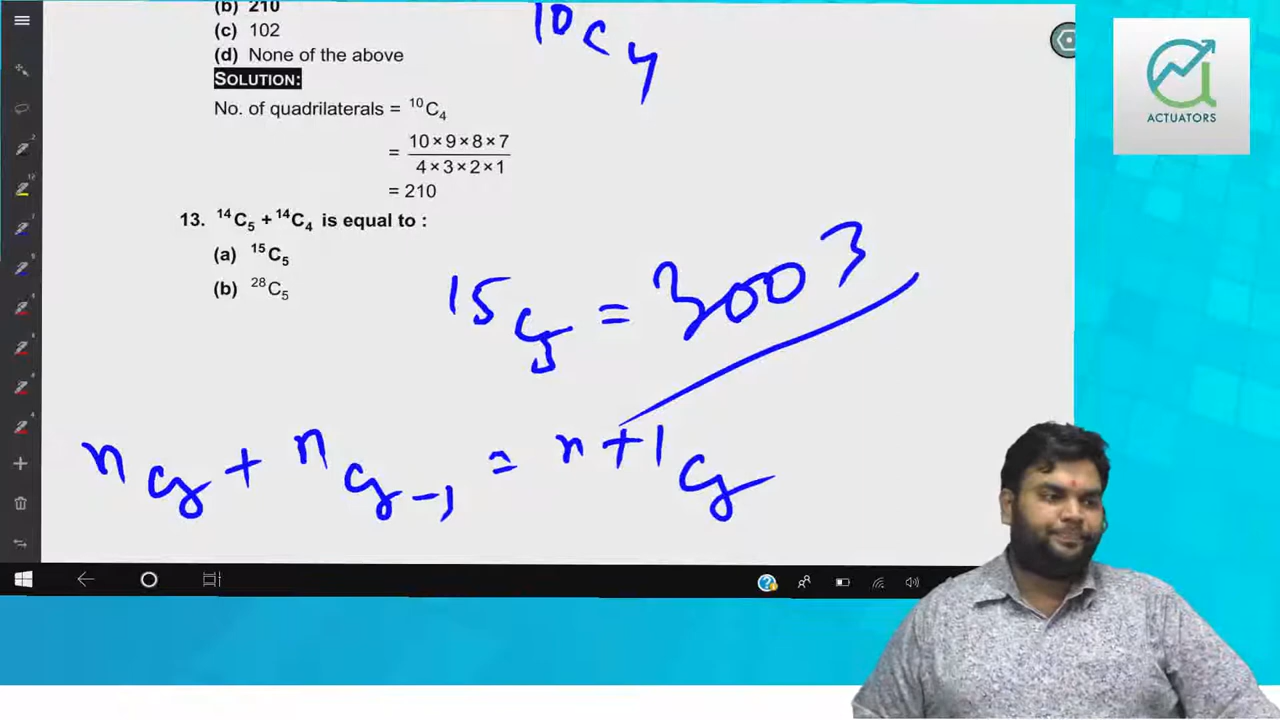 (b) 210
(c) 102
(d) None of the above
SOLUTION:
No. of quadrilaterals = ¹⁰C₄
= 10×9×8×7 / 4×3×2×1
= 210
10C4
ACTUATORS
13. ¹⁴C₅ + ¹⁴C₄ is equal to :
(a) ¹⁵C₅
(b) ²⁸C₅
15C5 = 3003
nCr + nCr-1 = n+1Cr